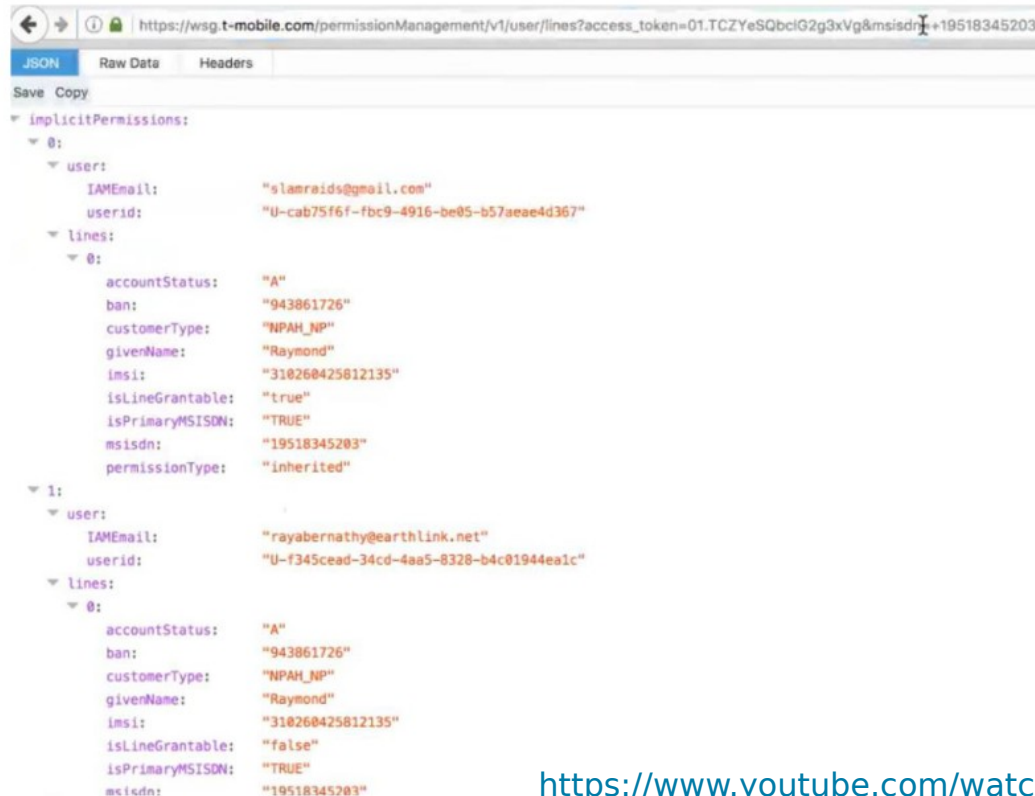 https://wsg.t-mobile.com/permissionManagement/v1/user/lines?access_token=01.TCZYeSQbclG2g3xVg&msisdn=+19518345203
JSON Raw Data Headers
Save Copy
implicitPermissions:
0:
user:
IAMEmail: "slamraids@gmail.com"
userid: "U-cab75f6f-fbc9-4916-be05-b57aeae4d367"
lines:
0:
accountStatus: "A"
ban: "943861726"
customerType: "NPAH_NP"
givenName: "Raymond"
imsi: "310260425812135"
isLineGrantable: "true"
isPrimaryMSISDN: "TRUE"
msisdn: "19518345203"
permissionType: "inherited"
1:
user:
IAMEmail: "rayabernathy@earthlink.net"
userid: "U-f345cead-34cd-4aa5-8328-b4c01944ea1c"
lines:
0:
accountStatus: "A"
ban: "943861726"
customerType: "NPAH_NP"
givenName: "Raymond"
imsi: "310260425812135"
isLineGrantable: "false"
isPrimaryMSISDN: "TRUE"
msisdn: "19518345203"
https://www.youtube.com/watc